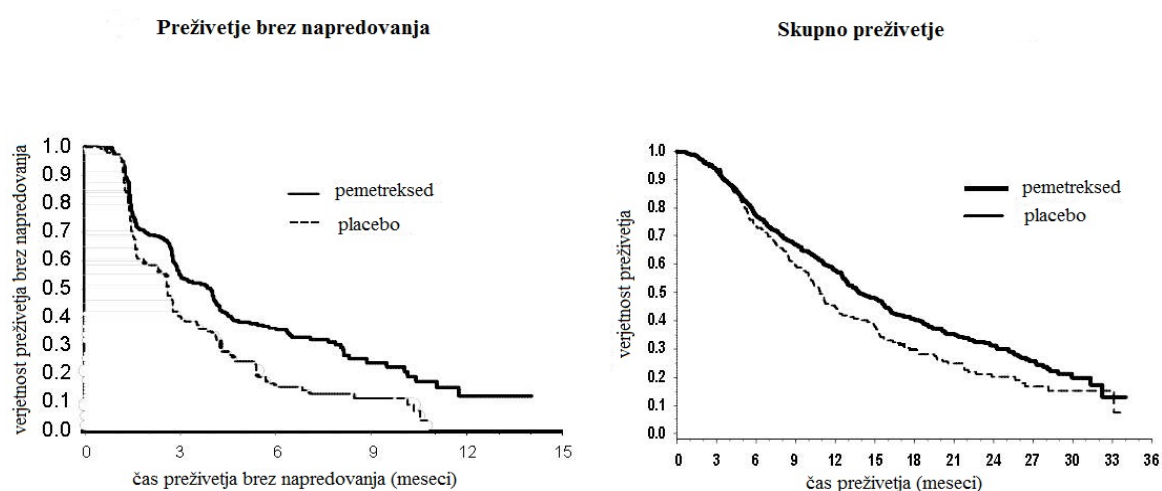 Preživetje brez napredovanja
verjetnost preživetja brez napredovanja
1.0
0.9
0.8
0.7
0.6
0.5
0.4
0.3
0.2
0.1
0.0
pemetreksed
placebo
0 3 6 9 12 15
čas preživetja brez napredovanja (meseci)
Skupno preživetje
verjetnost preživetja
1.0
0.9
0.8
0.7
0.6
0.5
0.4
0.3
0.2
0.1
0.0
pemetreksed
placebo
0 3 6 9 12 15 18 21 24 27 30 33 36
čas preživetja (meseci)